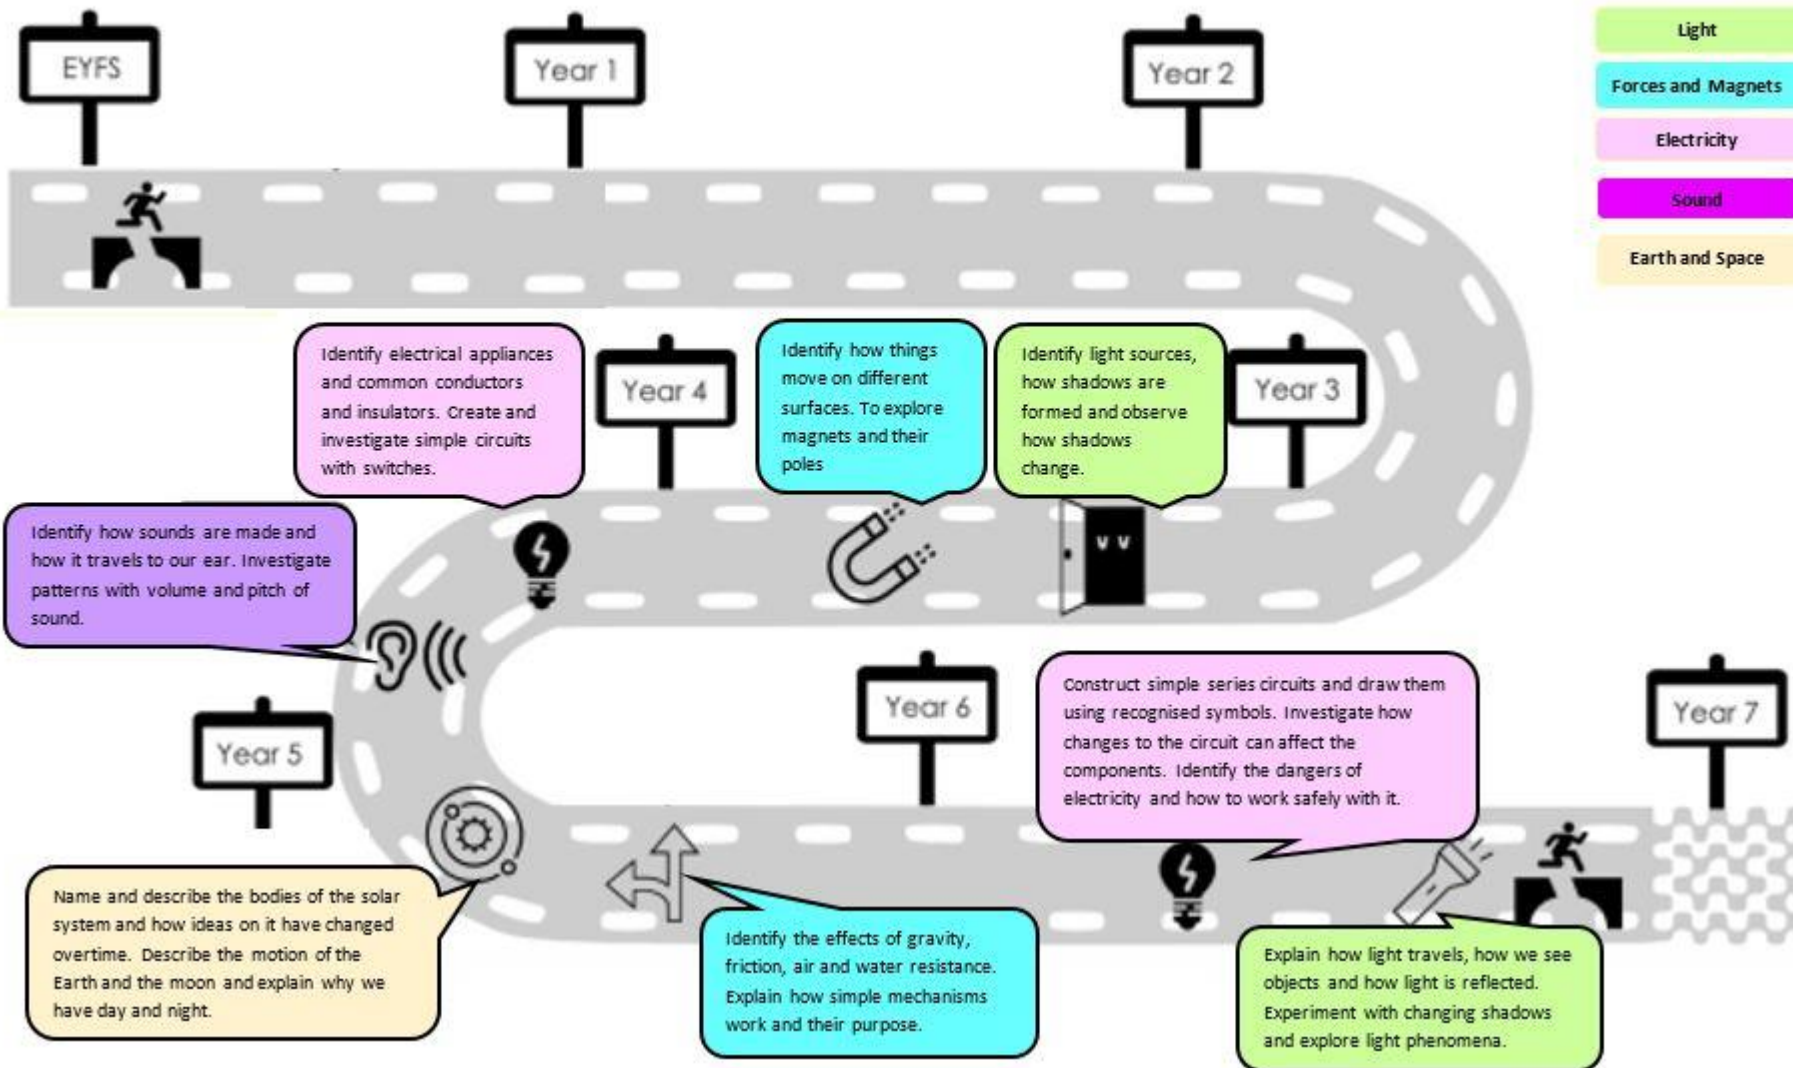 EYFS
Year 1
Year 2
Light
Forces and Magnets
Electricity
Sound
Earth and Space
Identify electrical appliances
and common conductors
and insulators. Create and
investigate simple circuits
with switches.
Year 4
Identify how things
move on different
surfaces. To explore
magnets and their
poles
Identify light sources,
how shadows are
formed and observe
how shadows
change.
Year 3
Identify how sounds are made and
how it travels to our ear. Investigate
patterns with volume and pitch of
sound.
Year 5
Year 6
Construct simple series circuits and draw them
using recognised symbols. Investigate how
changes to the circuit can affect the
components. Identify the dangers of
electricity and how to work safely with it.
Year 7
Name and describe the bodies of the solar
system and how ideas on it have changed
overtime. Describe the motion of the
Earth and the moon and explain why we
have day and night.
Identify the effects of gravity,
friction, air and water resistance.
Explain how simple mechanisms
work and their purpose.
Explain how light travels, how we see
objects and how light is reflected.
Experiment with changing shadows
and explore light phenomena.